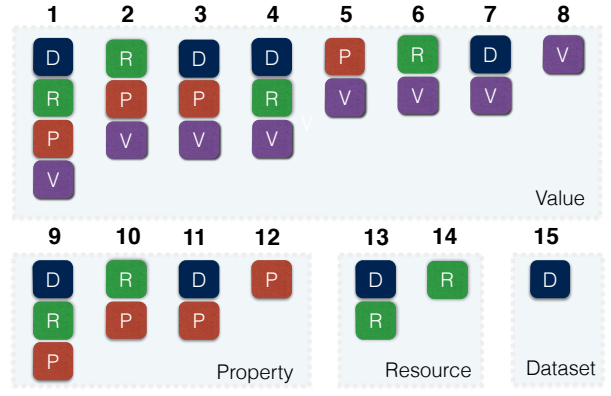 1 2 3 4 5 6 7 8
D R D D P R D V
R P P R V V V
P V V V V
V
Value
9 10 11 12 13 14 15
D R D P D R D
R P P R
P
Property Resource Dataset